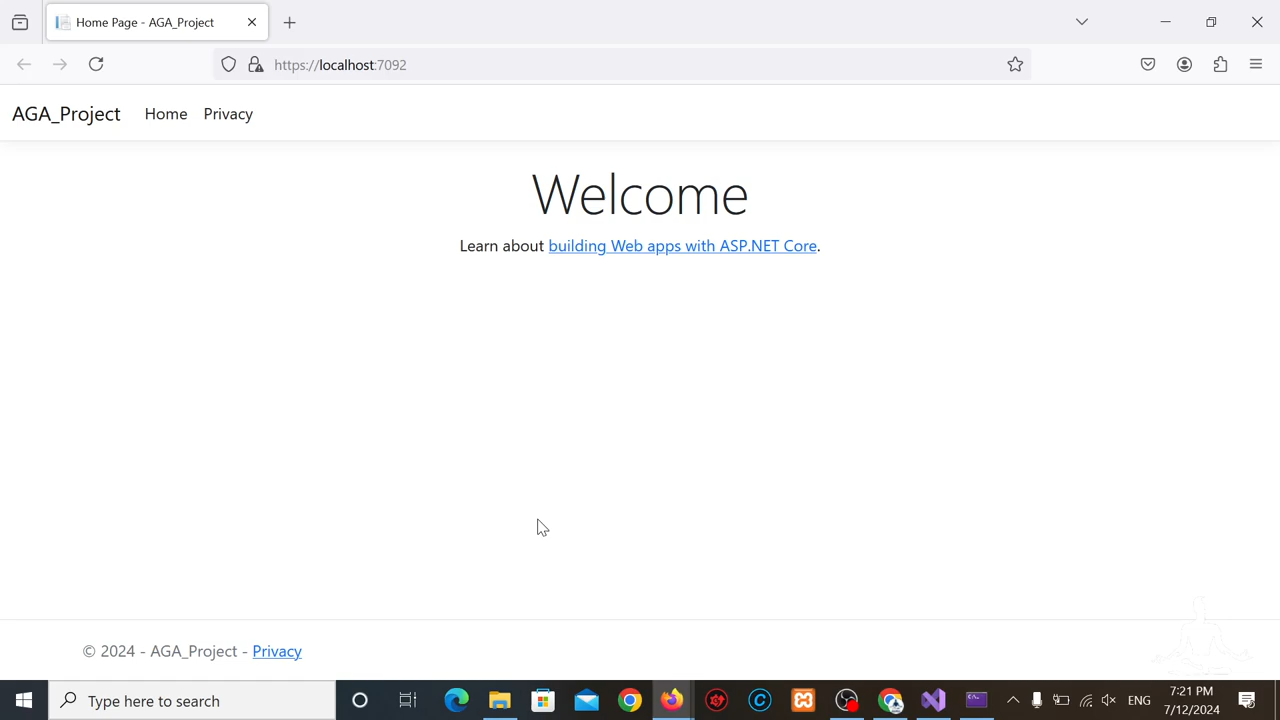 Home Page - AGA_Project
https://localhost:7092
AGA_Project Home Privacy
Welcome
Learn about building Web apps with ASP.NET Core.
© 2024 - AGA_Project - Privacy
Type here to search
ENG
7:21 PM
7/12/2024